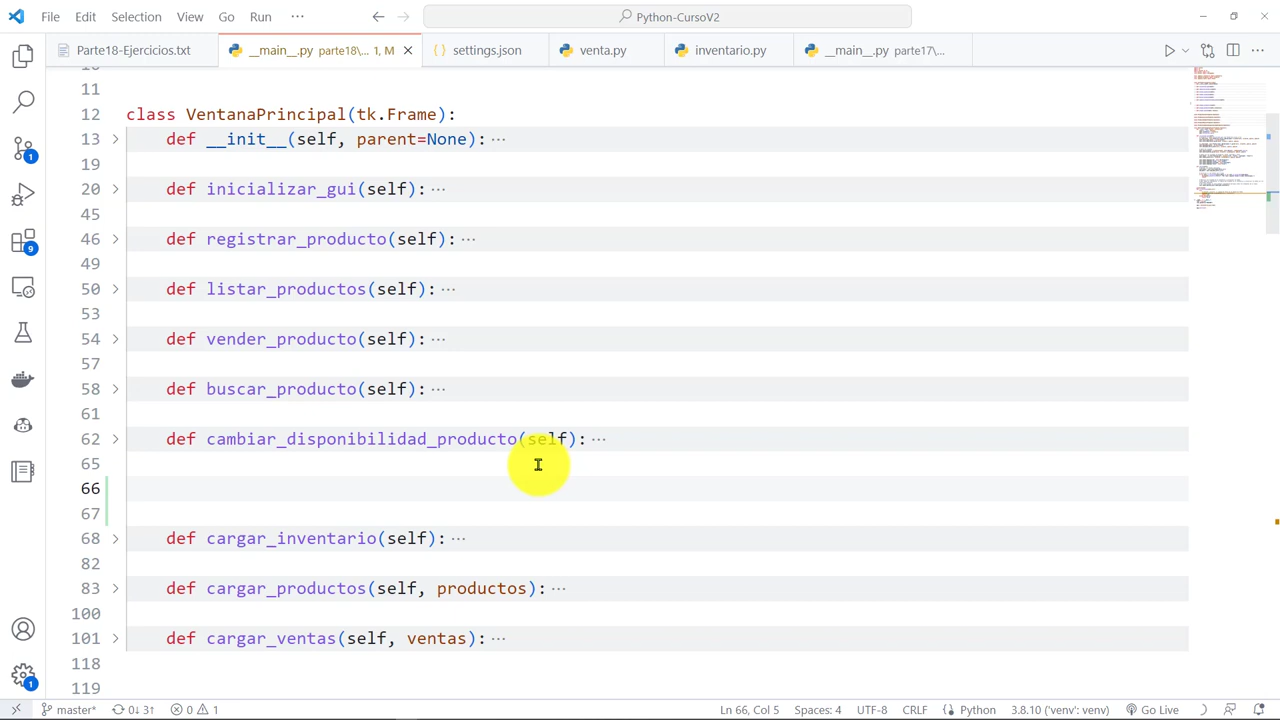 File Edit Selection View Go Run ··· Python-CursoV2
Parte18-Ejercicios.txt __main__.py parte18\... 1, M settings.json venta.py inventario.py __main__.py parte17\...
11
12 class VentanaPrincipal(tk.Frame):
13 def __init__(self, parent=None): ···
19
20 def inicializar_gui(self): ···
45
46 def registrar_producto(self): ···
49
50 def listar_productos(self): ···
53
54 def vender_producto(self): ···
57
58 def buscar_producto(self): ···
61
62 def cambiar_disponibilidad_producto(self): ···
65
66
67
68 def cargar_inventario(self): ···
82
83 def cargar_productos(self, productos): ···
100
101 def cargar_ventas(self, ventas): ···
118
119
1
9
1
master* 0↓ 3↑ 0 1 Ln 66, Col 5 Spaces: 4 UTF-8 CRLF Python 3.8.10 ('venv': venv) Go Live